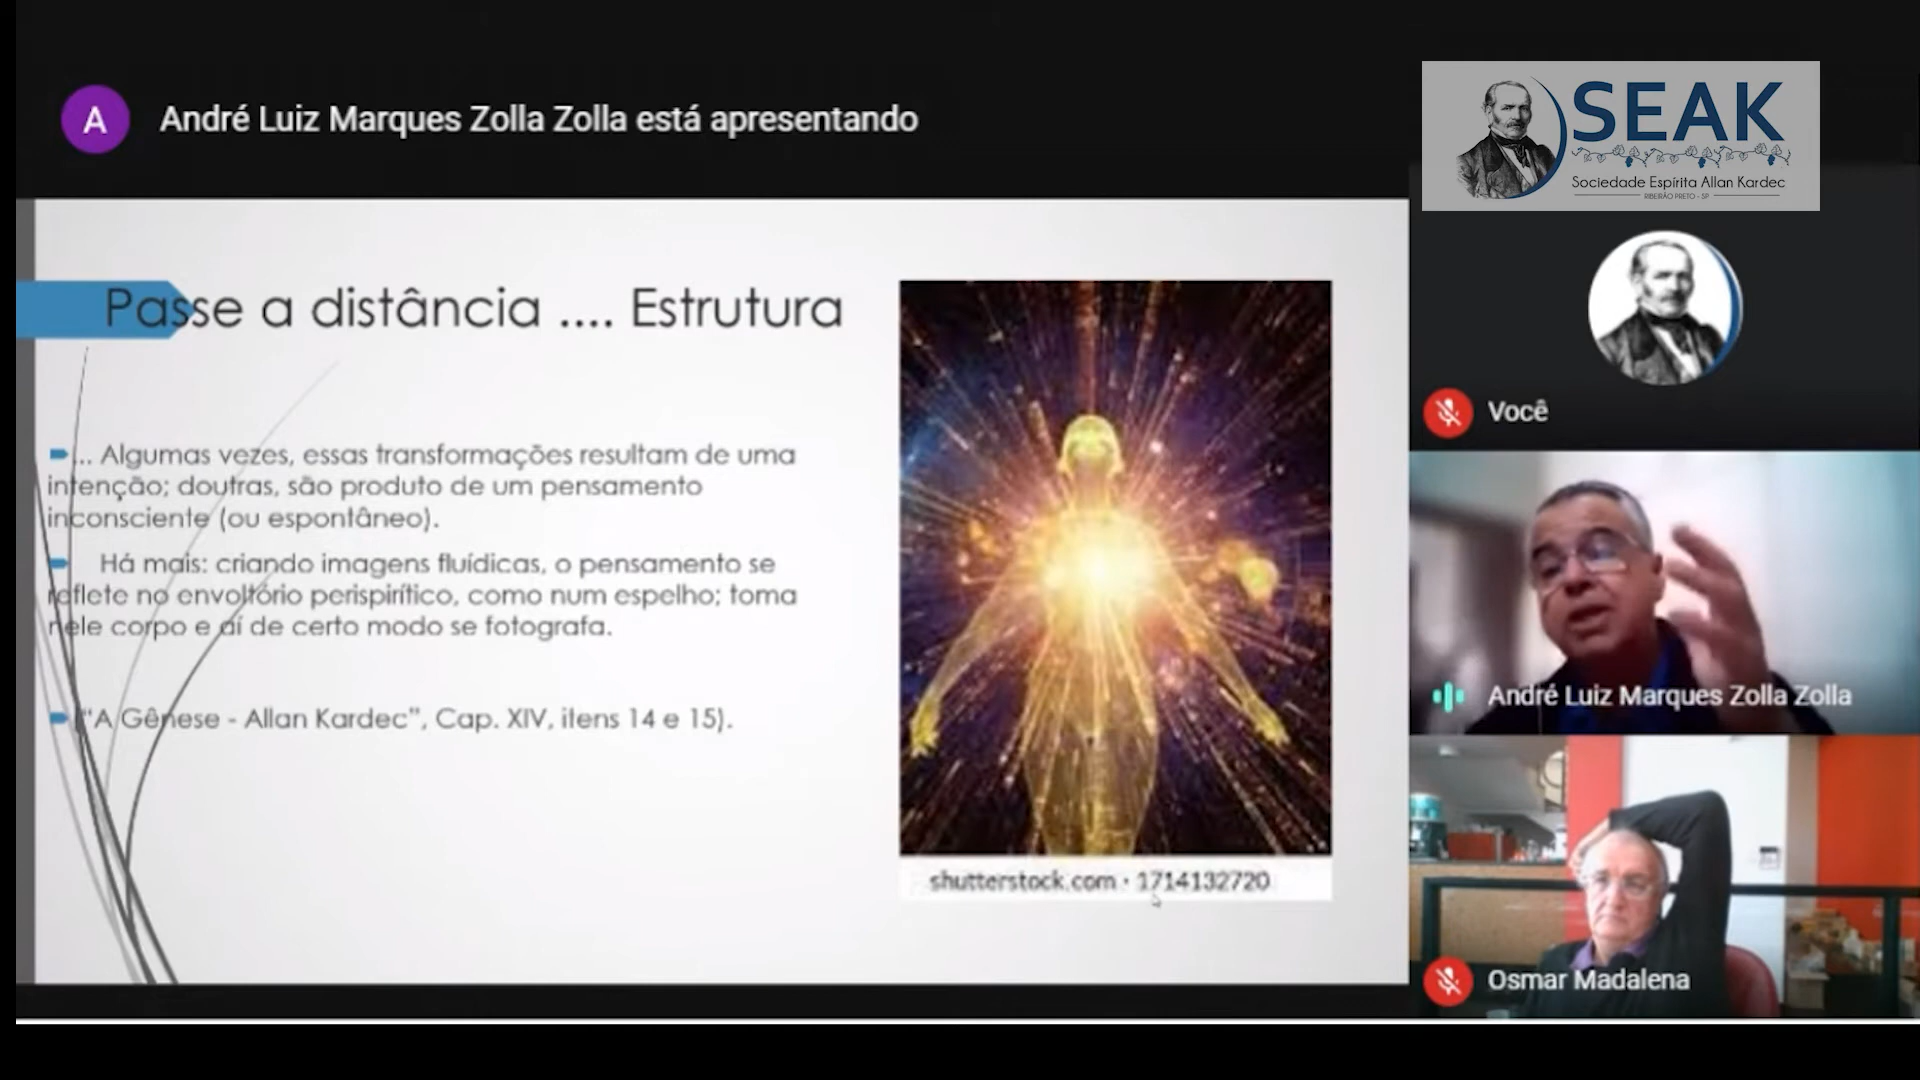 A
André Luiz Marques Zolla Zolla está apresentando
SEAK
Sociedade Espírita Allan Kardec
RIBEIRÃO PRETO - SP
Passe a distância .... Estrutura
... Algumas vezes, essas transformações resultam de uma
intenção; doutras, são produto de um pensamento
inconsciente (ou espontâneo).
Há mais: criando imagens fluídicas, o pensamento se
reflete no envoltório perispirítico, como num espelho; toma
nele corpo e aí de certo modo se fotografa.
("A Gênese - Allan Kardec", Cap. XIV, itens 14 e 15).
shutterstock.com · 1714132720
Você
André Luiz Marques Zolla Zolla
Osmar Madalena